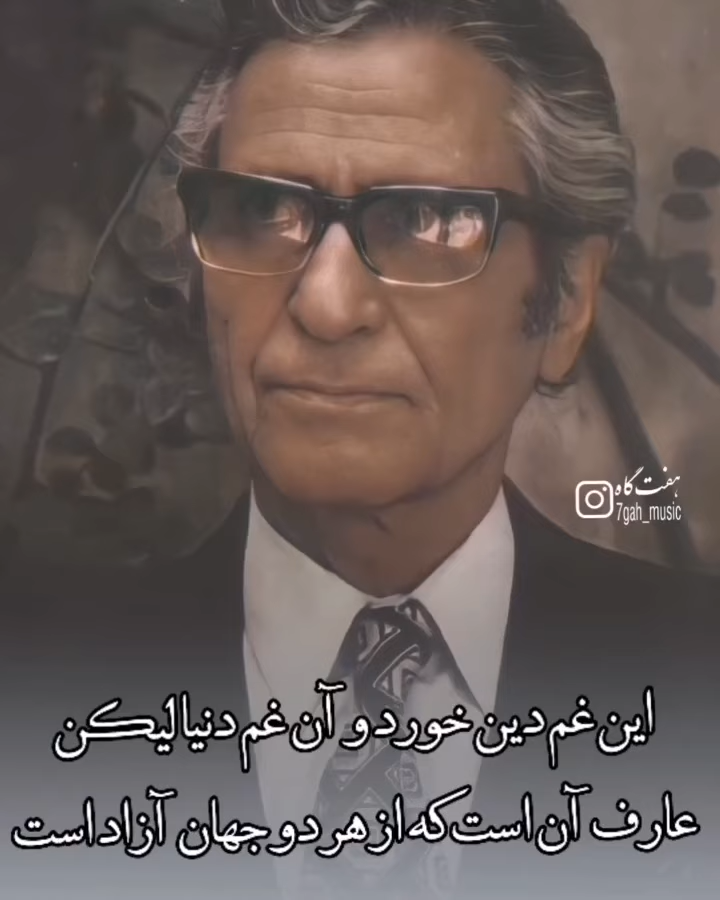 هفت گاه
7gah_music
این غم دین خورد و آن غم دنیا لیکن
عارف آن است که از هر دو جهان آزاد است